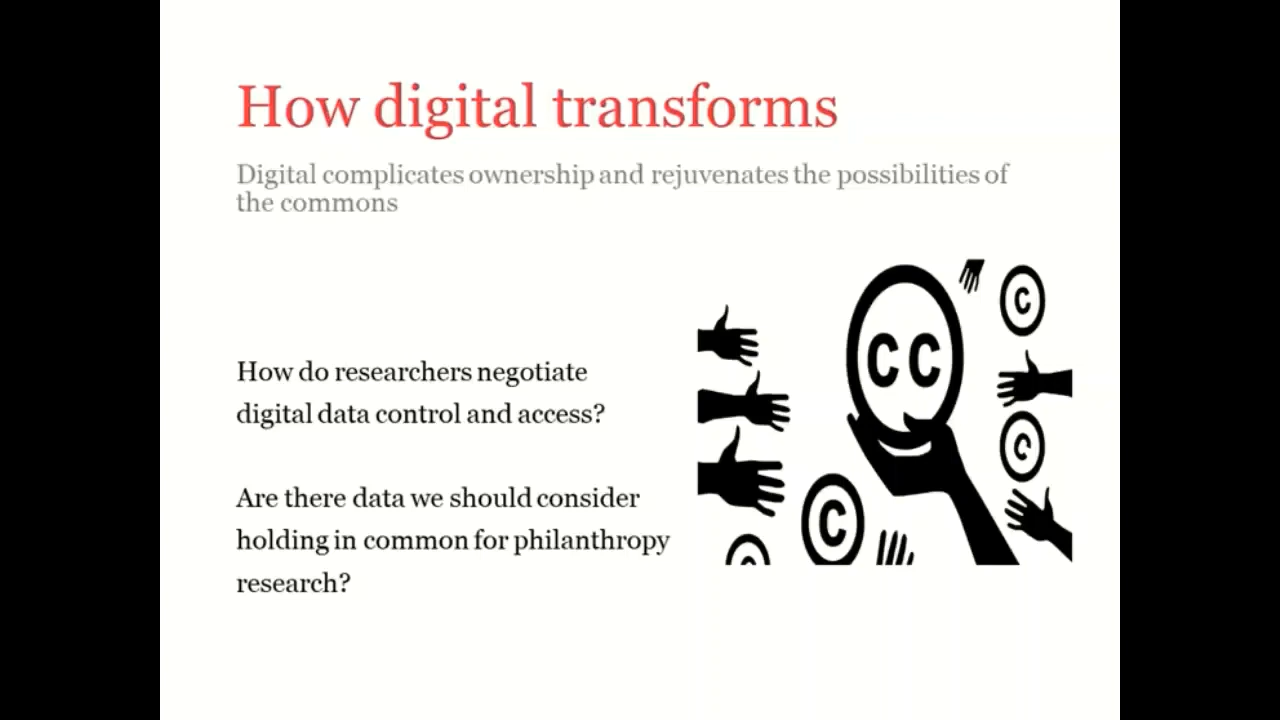 How digital transforms
Digital complicates ownership and rejuvenates the possibilities of
the commons
How do researchers negotiate
digital data control and access?
Are there data we should consider
holding in common for philanthropy
research?
CC
C
C
C
C